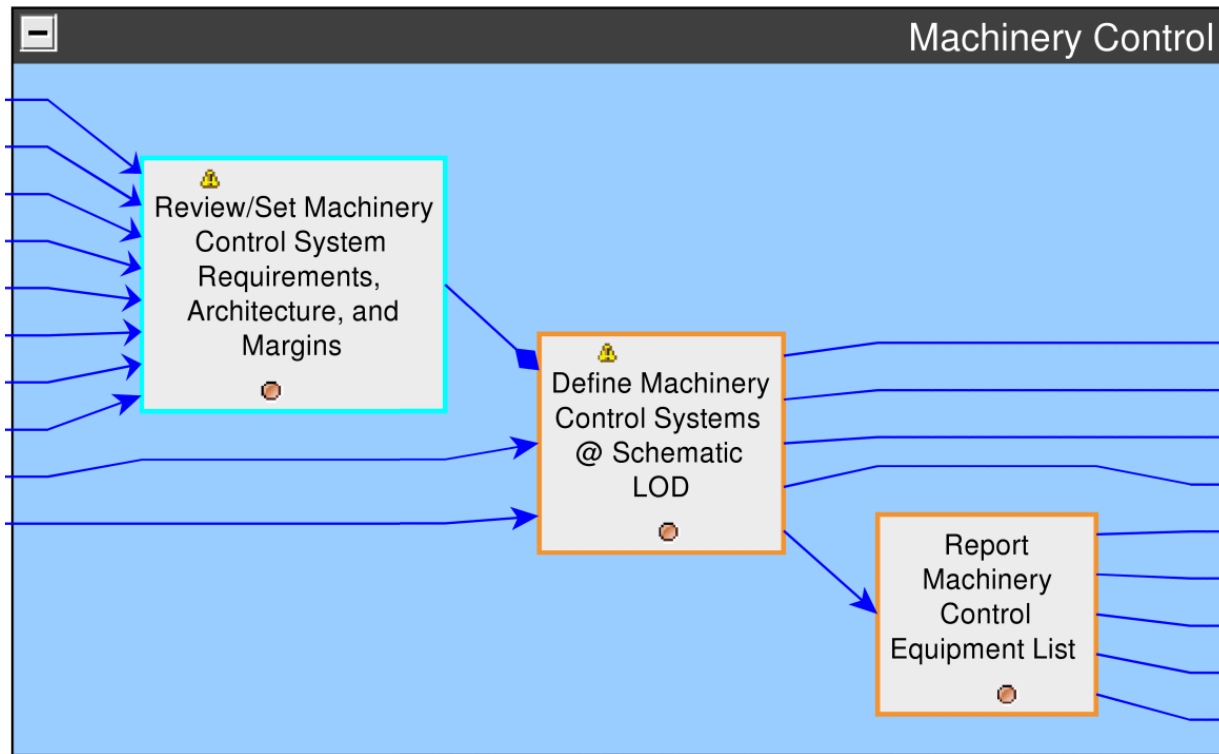 Machinery Control
Review/Set Machinery
Control System
Requirements,
Architecture, and
Margins
Define Machinery
Control Systems
@ Schematic
LOD
Report
Machinery
Control
Equipment List